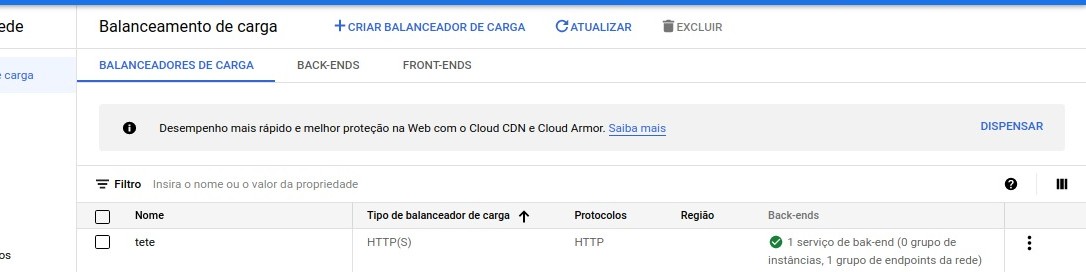 ede
Balanceamento de carga
CRIAR BALANCEADOR DE CARGA
ATUALIZAR
EXCLUIR
e carga
BALANCEADORES DE CARGA
BACK-ENDS
FRONT-ENDS
Desempenho mais rápido e melhor proteção na Web com o Cloud CDN e Cloud Armor. Saiba mais
DISPENSAR
Filtro
Insira o nome ou o valor da propriedade
Nome
Tipo de balanceador de carga
Protocolos
Região
Back-ends
tete
HTTP(S)
HTTP
1 serviço de bak-end (0 grupo de
instâncias, 1 grupo de endpoints da rede)
os